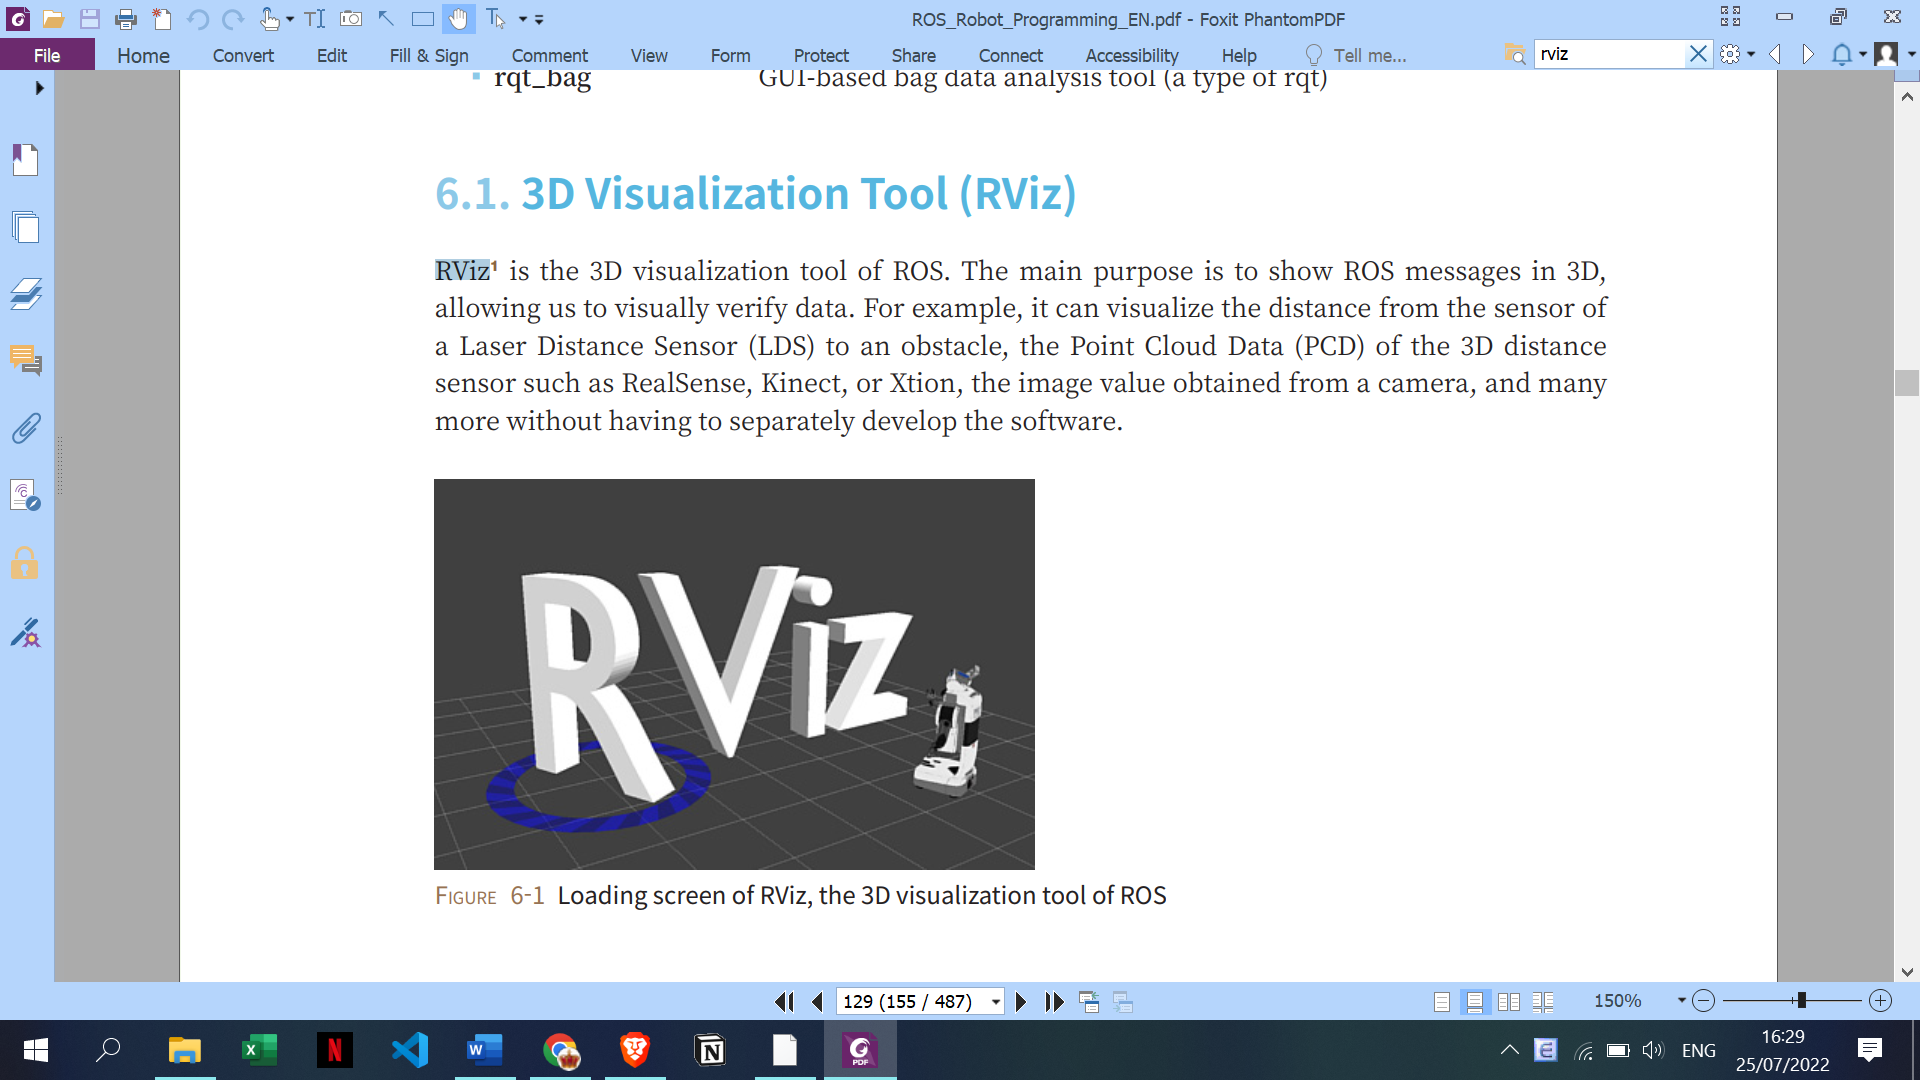 ROS_Robot_Programming_EN.pdf - Foxit PhantomPDF
File Home Convert Edit Fill & Sign Comment View Form Protect Share Connect Accessibility Help Tell me... rviz
rqt_bag GUI-based bag data analysis tool (a type of rqt)
6.1. 3D Visualization Tool (RViz)
RViz¹ is the 3D visualization tool of ROS. The main purpose is to show ROS messages in 3D,
allowing us to visually verify data. For example, it can visualize the distance from the sensor of
a Laser Distance Sensor (LDS) to an obstacle, the Point Cloud Data (PCD) of the 3D distance
sensor such as RealSense, Kinect, or Xtion, the image value obtained from a camera, and many
more without having to separately develop the software.
RViz
FIGURE 6-1 Loading screen of RViz, the 3D visualization tool of ROS
129 (155 / 487) 150%
ENG
16:29
25/07/2022